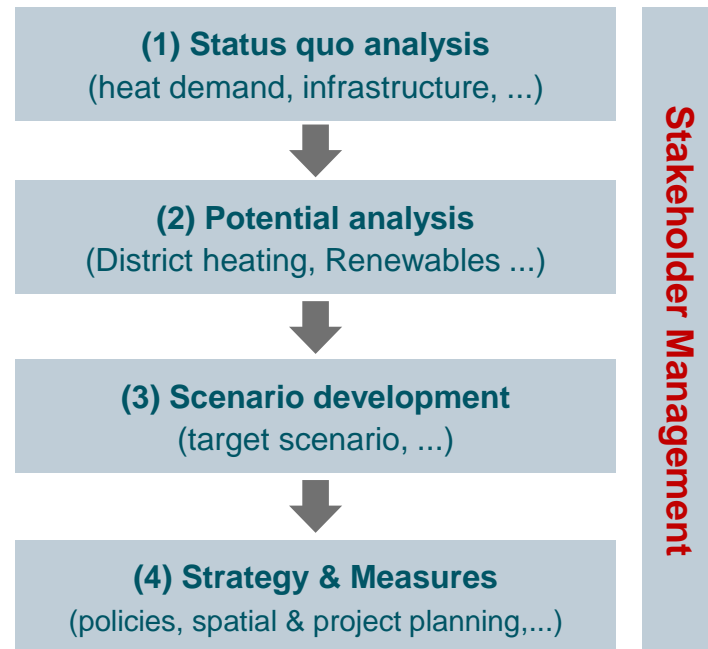 (1) Status quo analysis
(heat demand, infrastructure, ...)
(2) Potential analysis
(District heating, Renewables ...)
(3) Scenario development
(target scenario, ...)
(4) Strategy & Measures
(policies, spatial & project planning,...)
Stakeholder Management